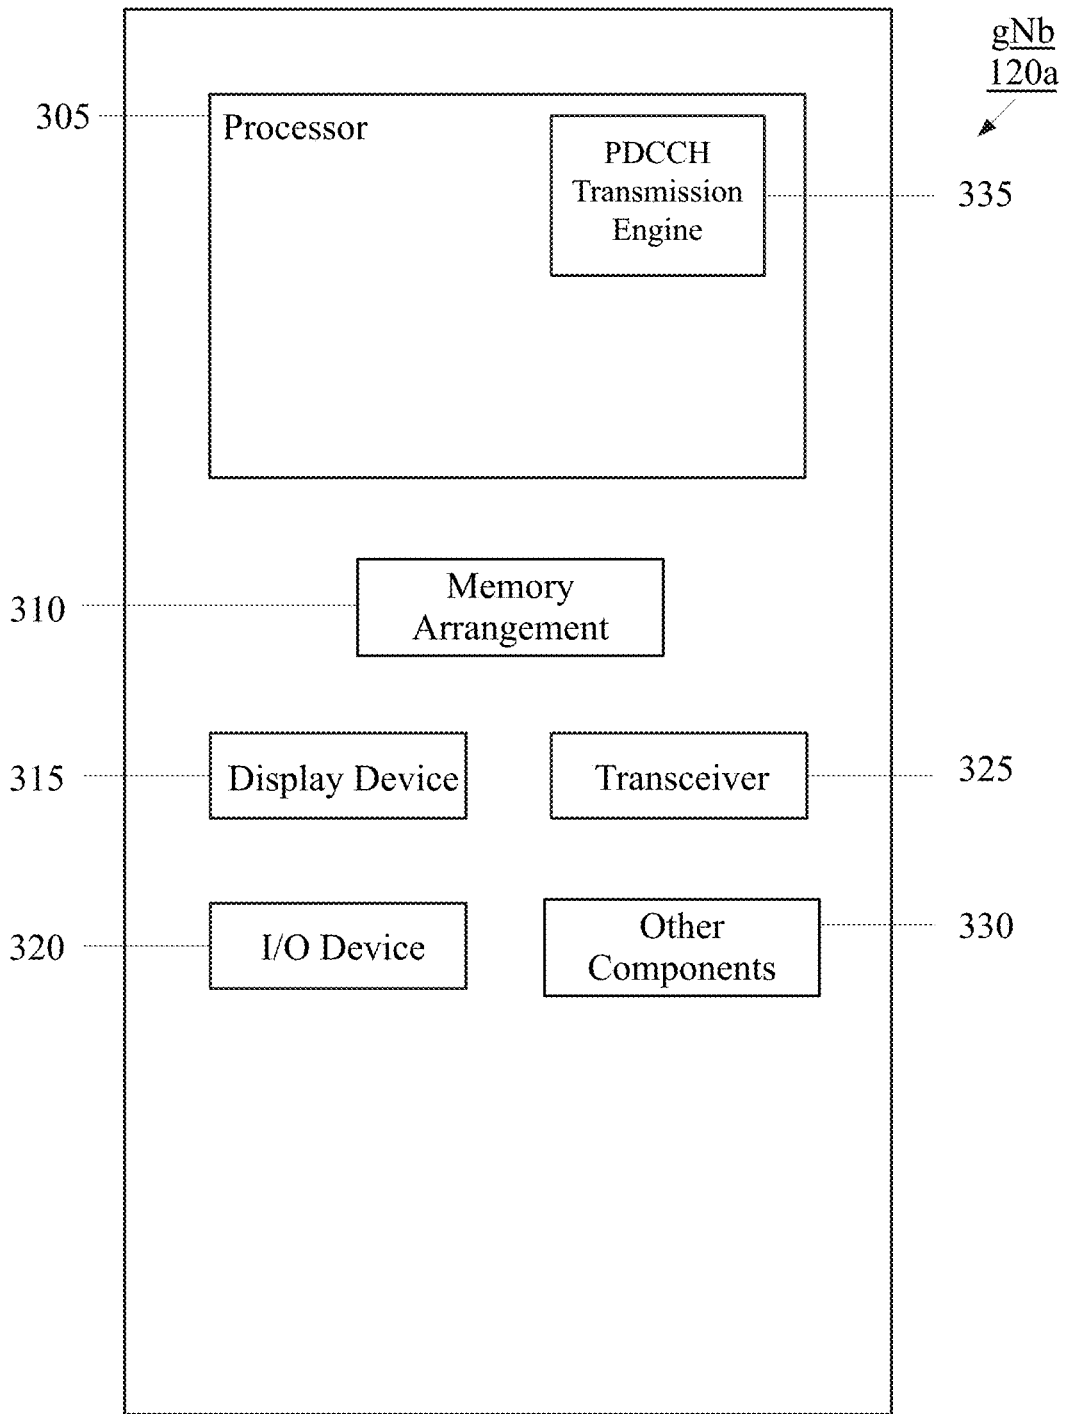 gNb
120a
305
Processor
PDCCH
Transmission
Engine
335
310
Memory
Arrangement
315
Display Device
Transceiver
325
320
I/O Device
Other
Components
330